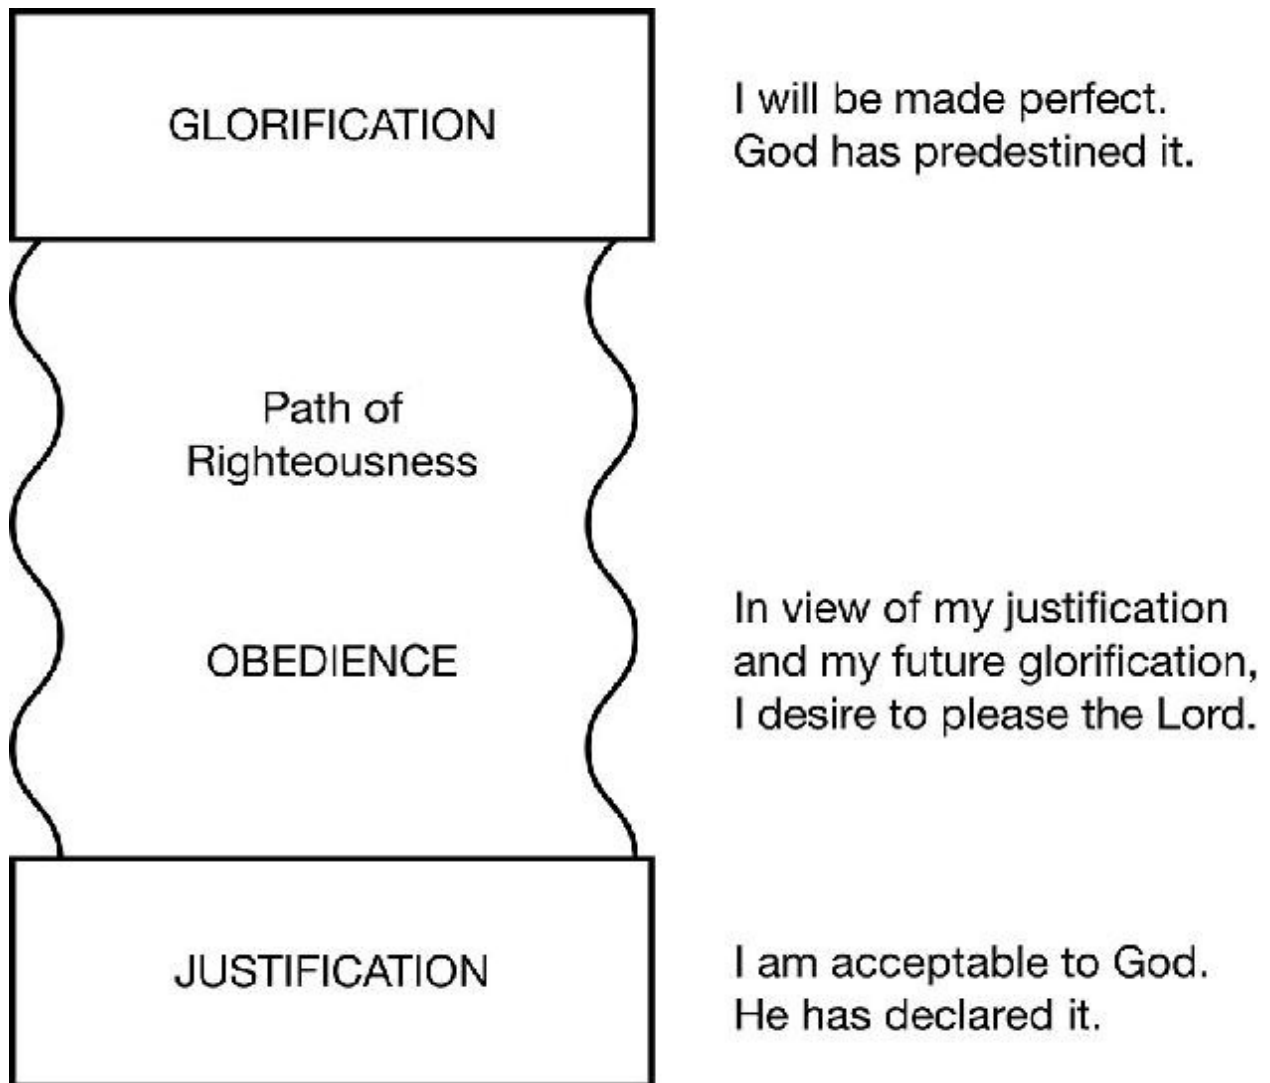 GLORIFICATION
I will be made perfect.
God has predestined it.
Path of
Righteousness
OBEDIENCE
In view of my justification
and my future glorification,
I desire to please the Lord.
JUSTIFICATION
I am acceptable to God.
He has declared it.